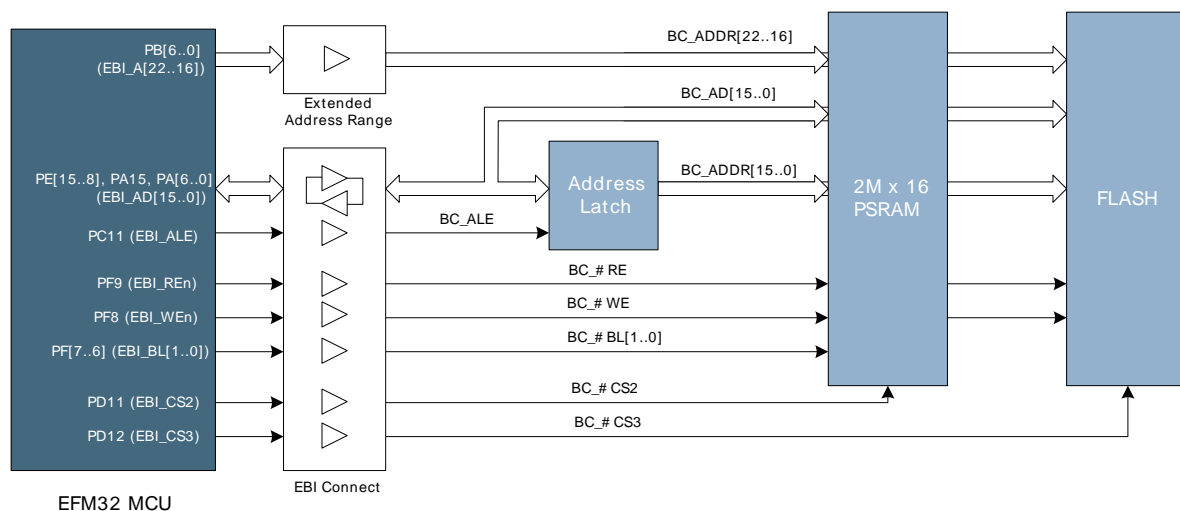 PB[6..0]
(EBI_A[22..16])
BC_ADDR[22..16]
Extended
Address Range
BC_AD[15..0]
PE[15..8], PA15, PA[6..0]
(EBI_AD[15..0])
Address
Latch
BC_ADDR[15..0]
2M x 16
PSRAM
FLASH
PC11 (EBI_ALE)
BC_ALE
PF9 (EBI_REn)
BC_# RE
PF8 (EBI_WEn)
BC_# WE
PF[7..6] (EBI_BL[1..0])
BC_# BL[1..0]
PD11 (EBI_CS2)
BC_# CS2
PD12 (EBI_CS3)
BC_# CS3
EBI Connect
EFM32 MCU